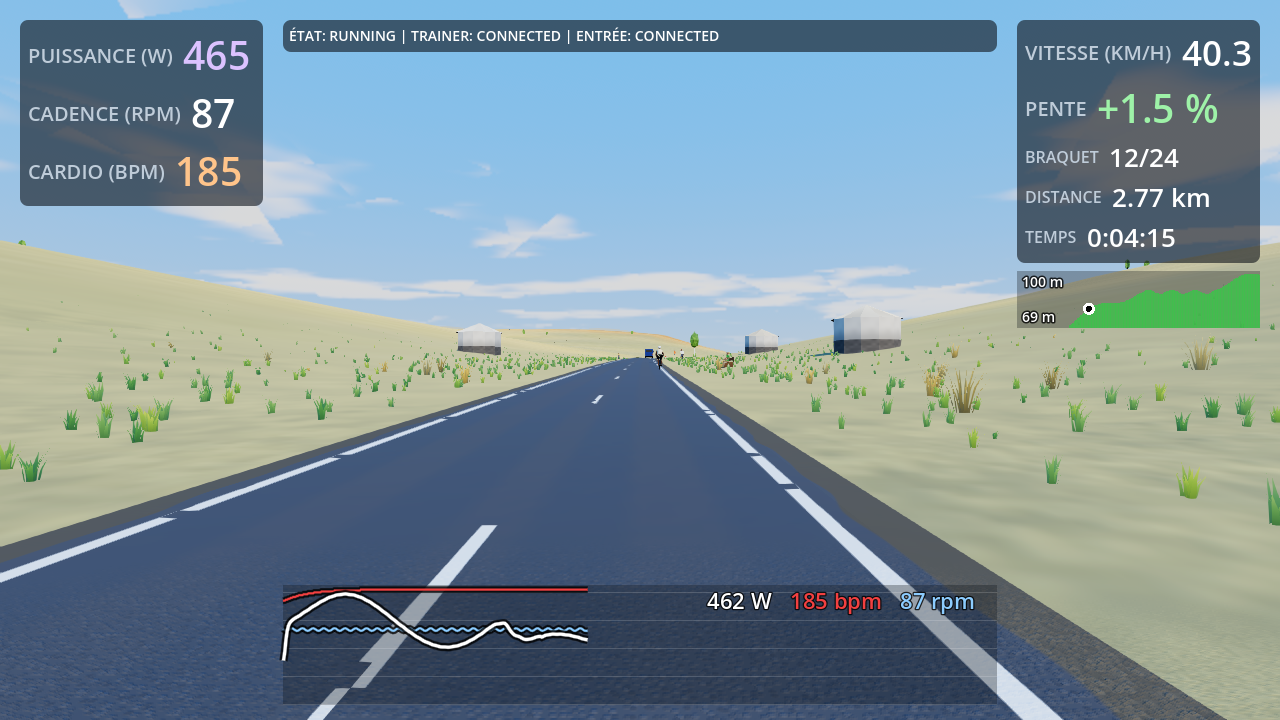 PUISSANCE (W) 465
CADENCE (RPM) 87
CARDIO (BPM) 185
ÉTAT: RUNNING | TRAINER: CONNECTED | ENTRÉE: CONNECTED
VITESSE (KM/H) 40.3
PENTE +1.5 %
BRAQUET 12/24
DISTANCE 2.77 km
TEMPS 0:04:15
100 m
69 m
462 W 185 bpm 87 rpm